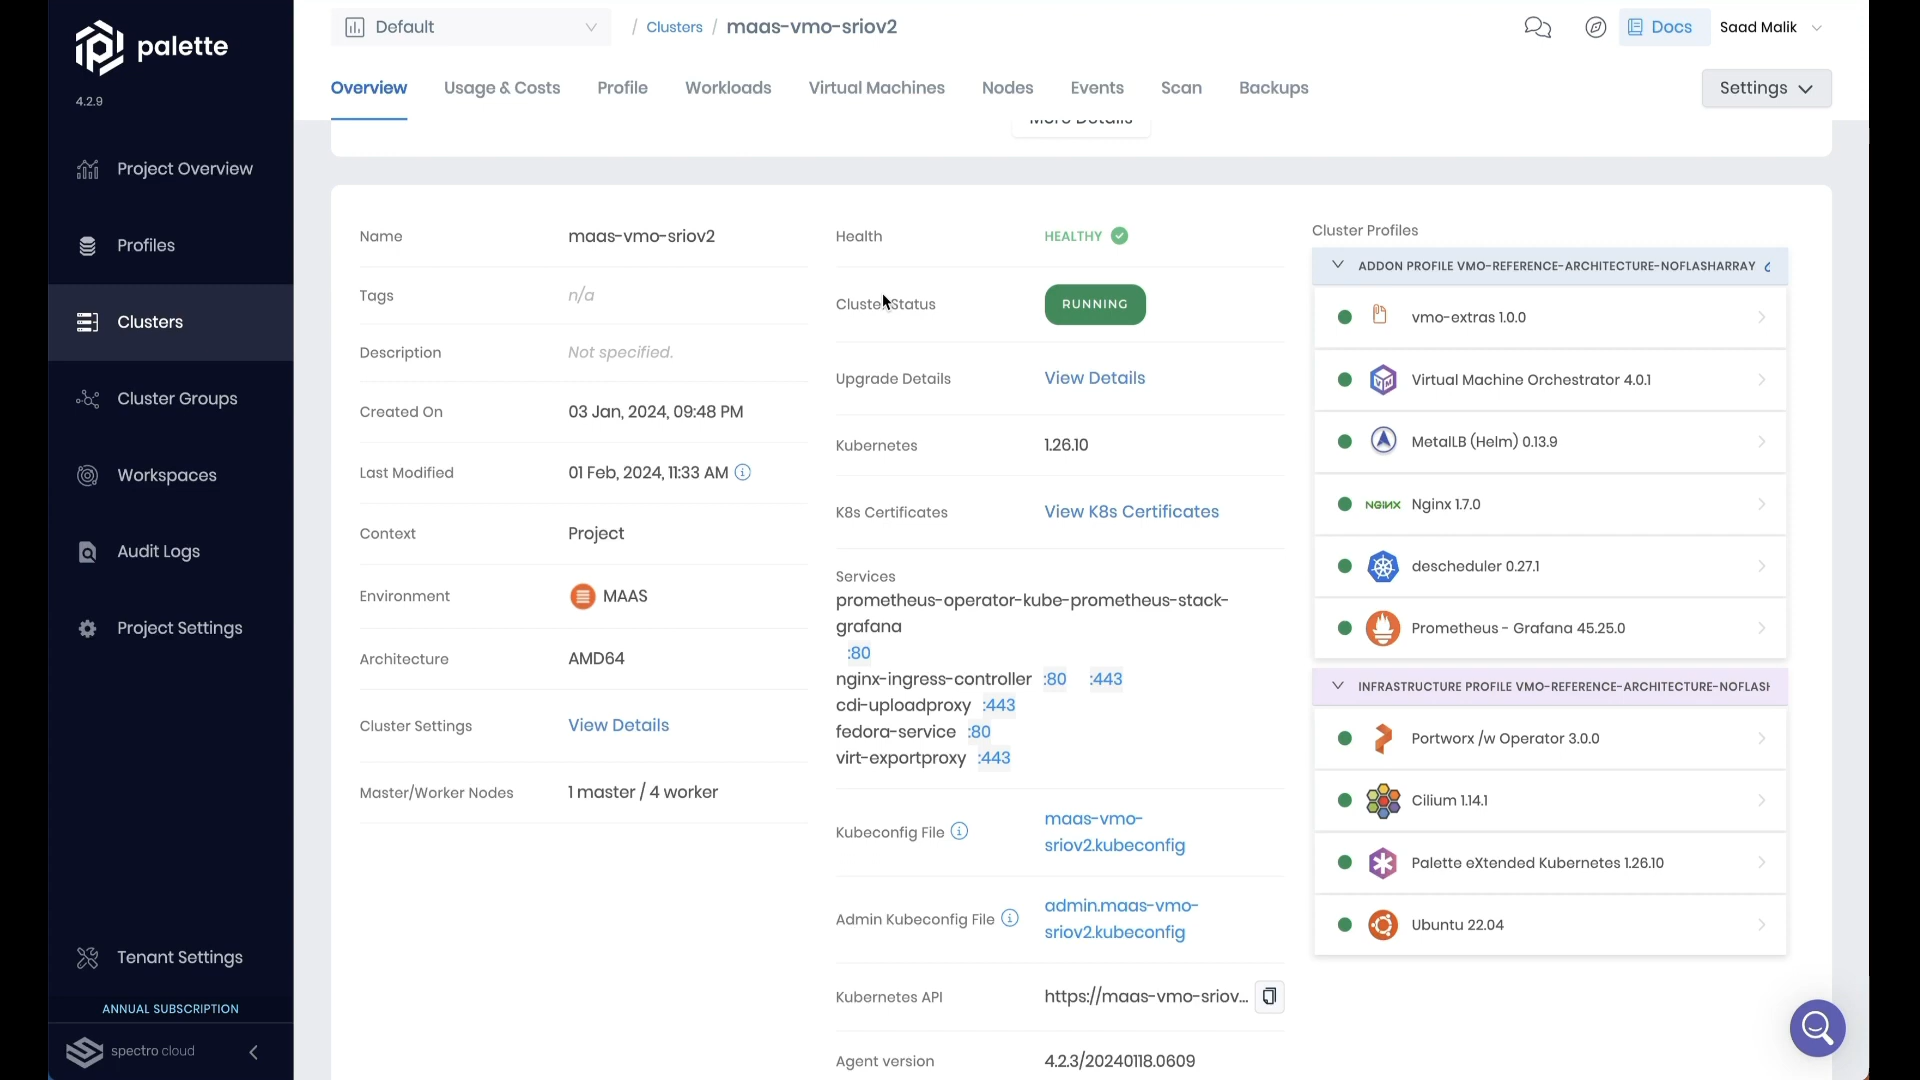 palette
4.2.9
Project Overview
Profiles
Clusters
Cluster Groups
Workspaces
Audit Logs
Project Settings
Tenant Settings
ANNUAL SUBSCRIPTION
spectro cloud
Default
/ Clusters / maas-vmo-sriov2
Docs
Saad Malik
Overview
Usage & Costs
Profile
Workloads
Virtual Machines
Nodes
Events
Scan
Backups
Settings
More Details
Name maas-vmo-sriov2
Tags n/a
Description Not specified.
Created On 03 Jan, 2024, 09:48 PM
Last Modified 01 Feb, 2024, 11:33 AM
Context Project
Environment MAAS
Architecture AMD64
Cluster Settings View Details
Master/Worker Nodes 1 master / 4 worker
Health HEALTHY
Cluster Status RUNNING
Upgrade Details View Details
Kubernetes 1.26.10
K8s Certificates View K8s Certificates
Services
prometheus-operator-kube-prometheus-stack-
grafana
:80
nginx-ingress-controller :80 :443
cdi-uploadproxy :443
fedora-service :80
virt-exportproxy :443
Kubeconfig File maas-vmo-
sriov2.kubeconfig
Admin Kubeconfig File admin.maas-vmo-
sriov2.kubeconfig
Kubernetes API https://maas-vmo-sriov...
Agent version 4.2.3/20240118.0609
Cluster Profiles
ADDON PROFILE VMO-REFERENCE-ARCHITECTURE-NOFLASHARRAY
vmo-extras 1.0.0
Virtual Machine Orchestrator 4.0.1
MetalLB (Helm) 0.13.9
NGINX Nginx 1.7.0
descheduler 0.27.1
Prometheus - Grafana 45.25.0
INFRASTRUCTURE PROFILE VMO-REFERENCE-ARCHITECTURE-NOFLASH
Portworx /w Operator 3.0.0
Cilium 1.14.1
Palette eXtended Kubernetes 1.26.10
Ubuntu 22.04